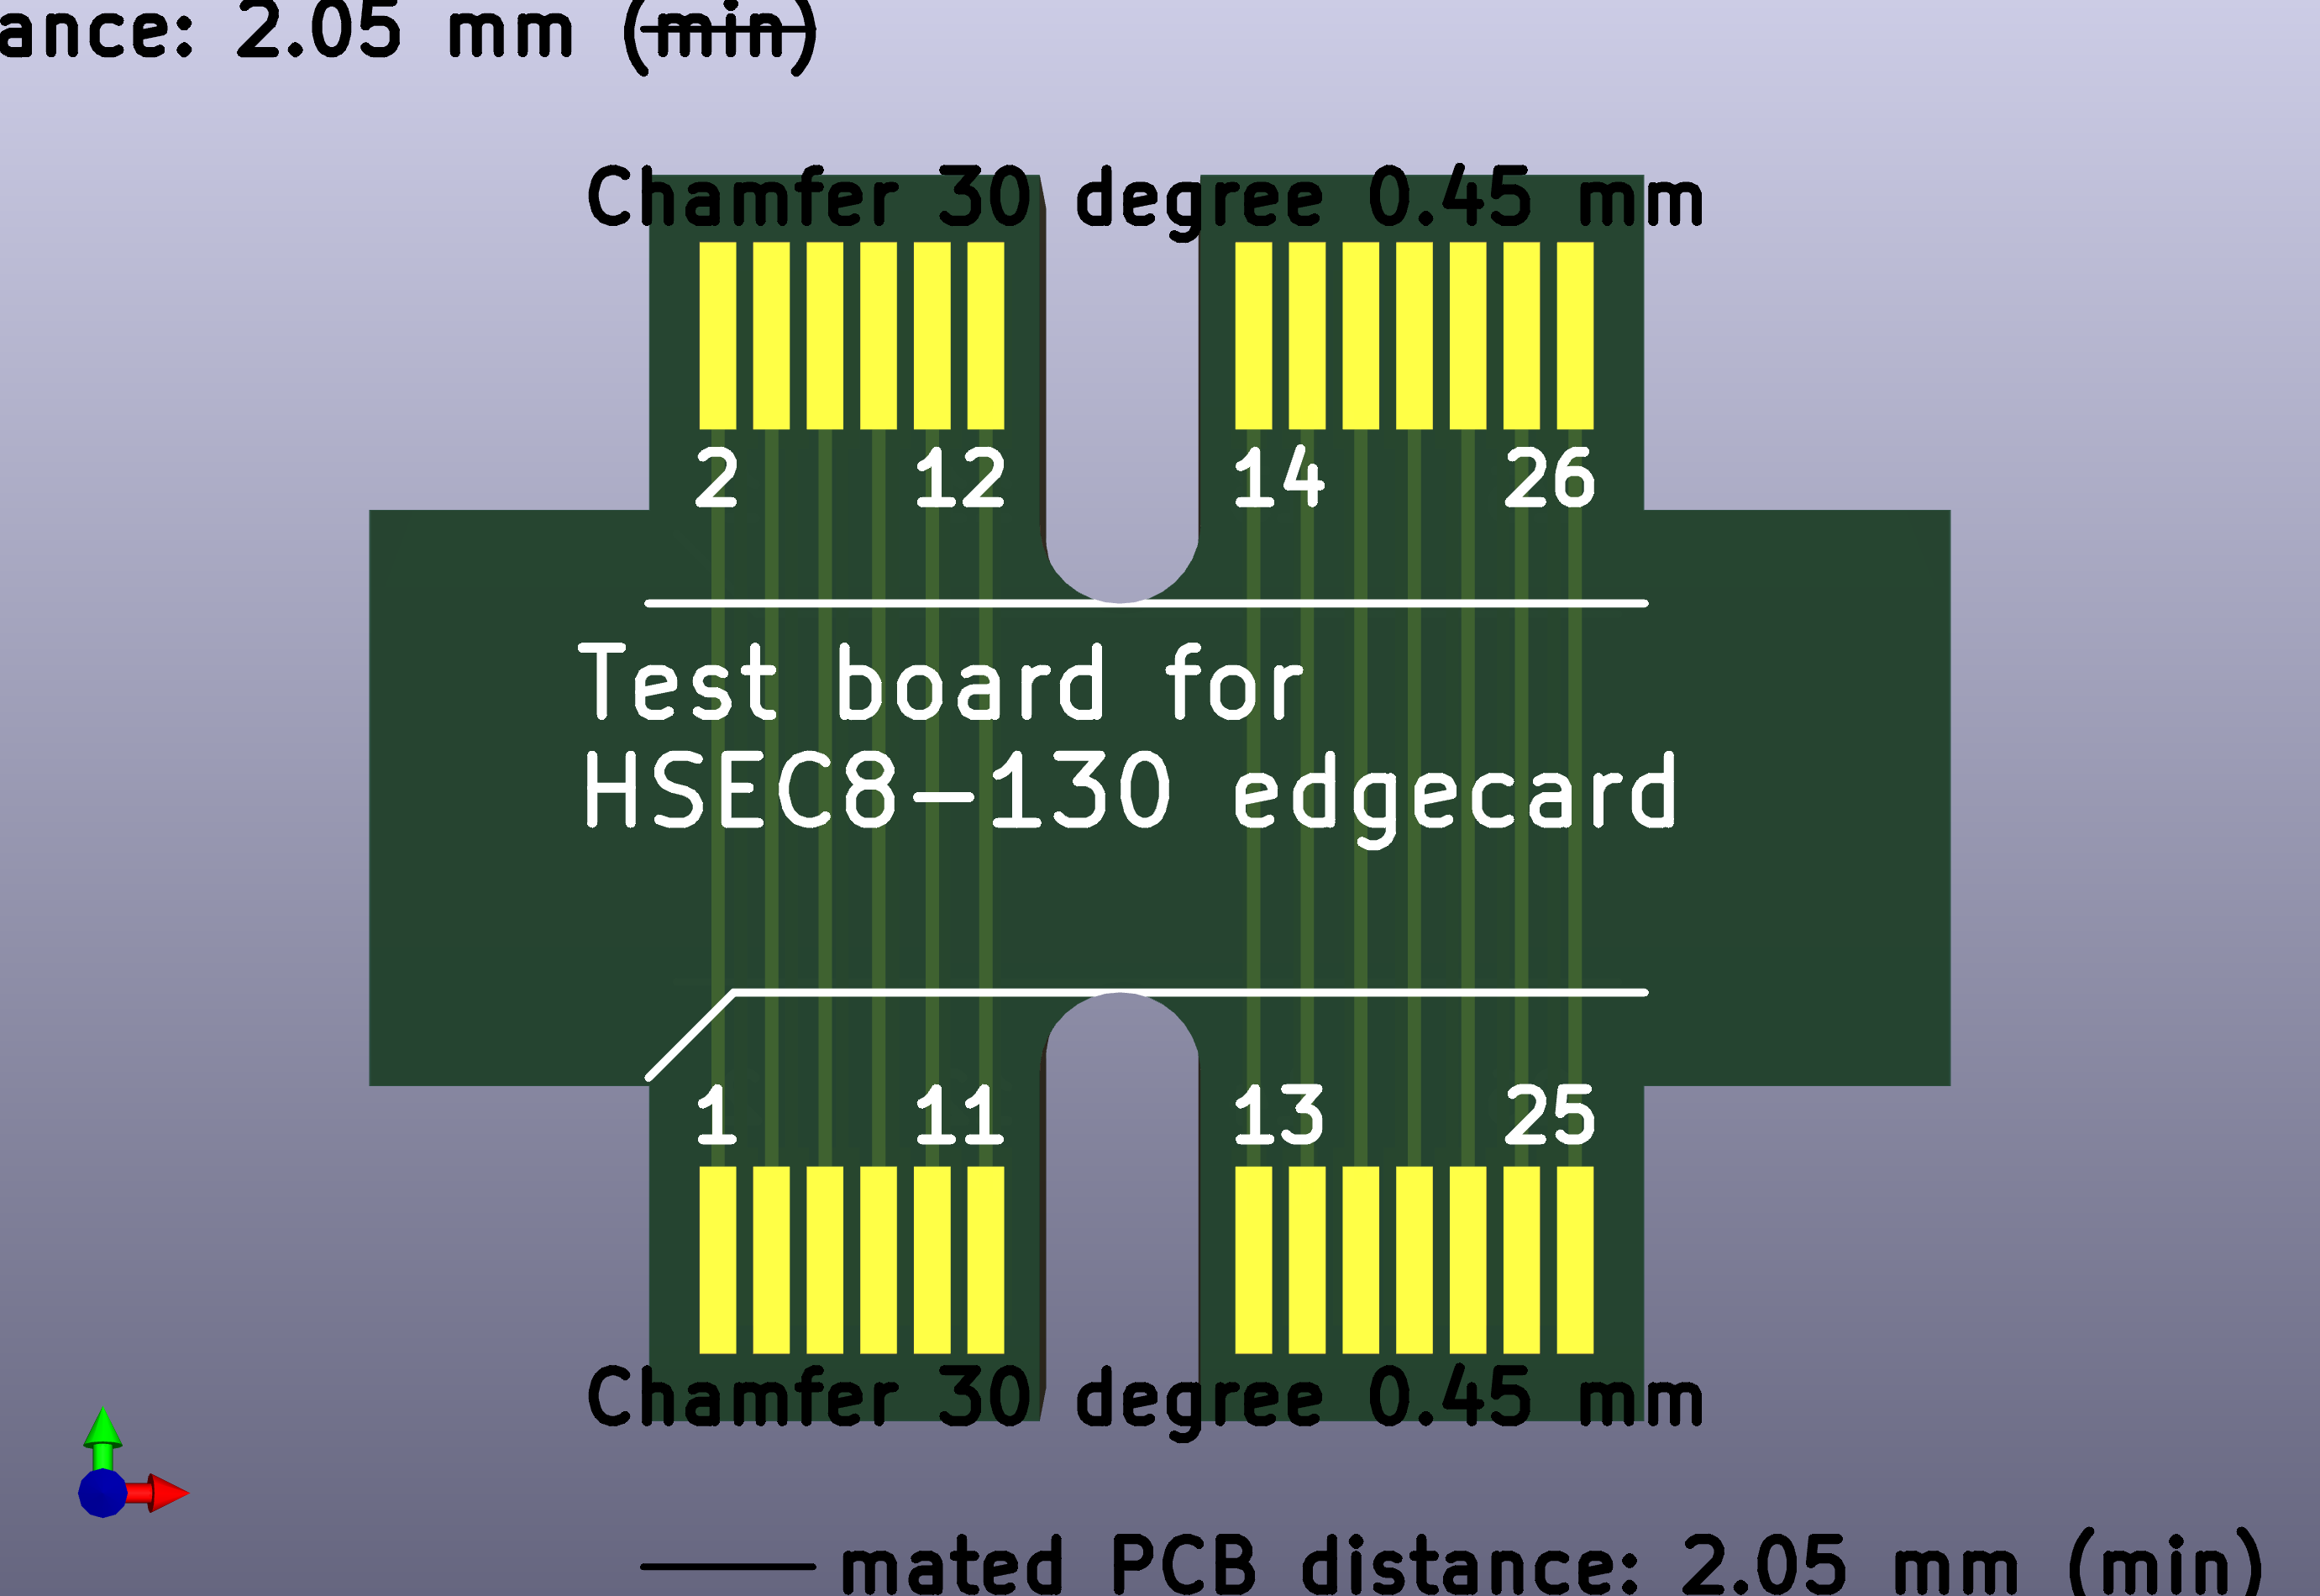 ance: 2.05 mm (min)
Chamfer 30 degree 0.45 mm
2 12 14 26
Test board for
HSEC8-130 edgecard
1 11 13 25
Chamfer 30 degree 0.45 mm
mated PCB distance: 2.05 mm (min)